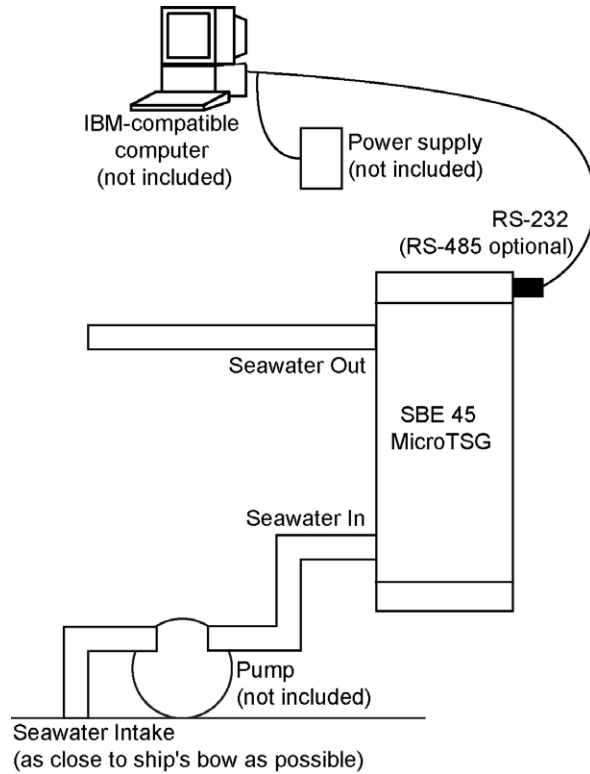 IBM-compatible
computer
(not included)
Power supply
(not included)
RS-232
(RS-485 optional)
Seawater Out
SBE 45
MicroTSG
Seawater In
Pump
(not included)
Seawater Intake
(as close to ship's bow as possible)